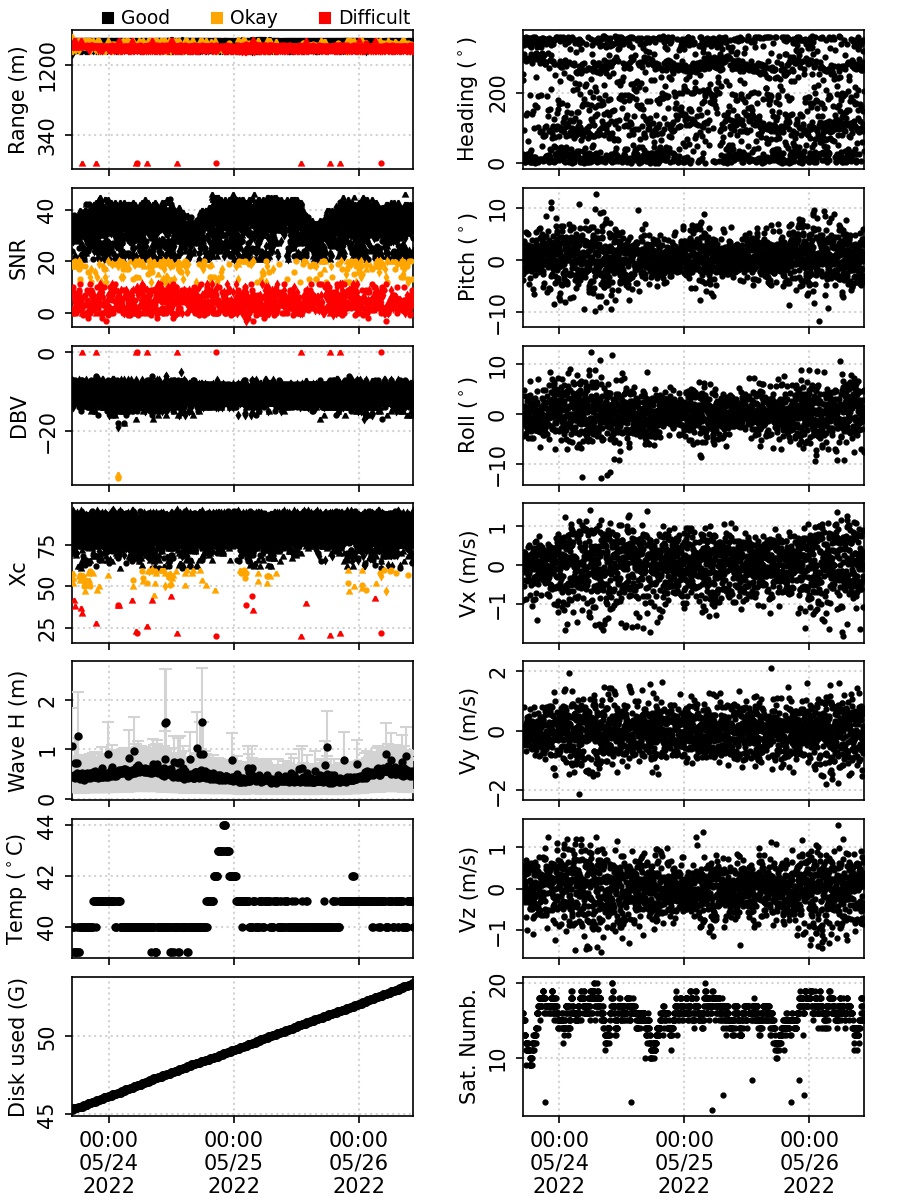 Good Okay Difficult
Range (m)
1200
340
Heading (°)
200
0
SNR
40
20
0
Pitch (°)
10
0
−10
DBV
0
−20
Roll (°)
10
0
−10
Xc
75
50
25
Vx (m/s)
1
0
−1
Wave H (m)
2
1
0
Vy (m/s)
2
0
−2
Temp (°C)
44
42
40
Vz (m/s)
1
0
−1
Disk used (G)
50
45
Sat. Numb.
20
10
00:00 00:00 00:00
05/24 05/25 05/26
2022 2022 2022
00:00 00:00 00:00
05/24 05/25 05/26
2022 2022 2022